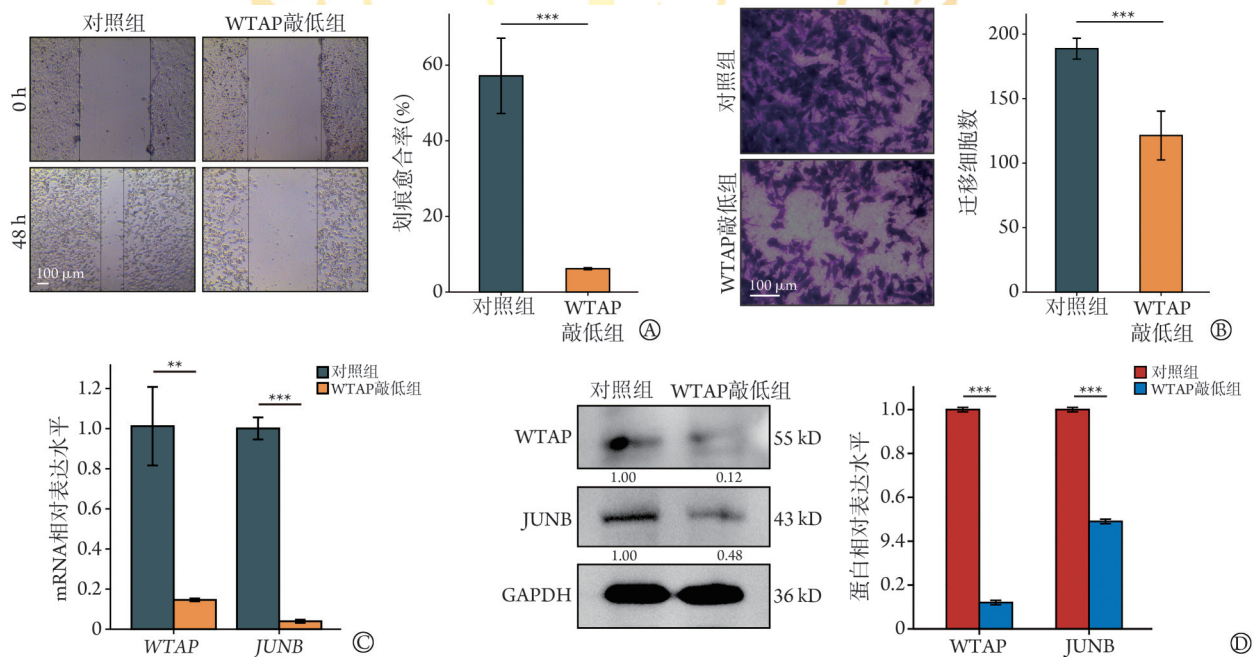 对照组 WTAP敲低组
0 h
48 h
100 μm
***
划痕愈合率(%)
60
40
20
0
对照组 WTAP
敲低组
Ⓐ
对照组
WTAP敲低组
100 μm
***
迁移细胞数
200
150
100
50
0
对照组 WTAP
敲低组
Ⓑ
对照组
WTAP敲低组
** ***
mRNA相对表达水平
1.2
1.0
0.8
0.6
0.4
0.2
0
WTAP JUNB
Ⓒ
对照组 WTAP敲低组
WTAP 55 kD
1.00 0.12
JUNB 43 kD
1.00 0.48
GAPDH 36 kD
对照组
WTAP敲低组
*** ***
蛋白相对表达水平
1.0
0.8
0.6
9.4
0.2
0
WTAP JUNB
Ⓓ